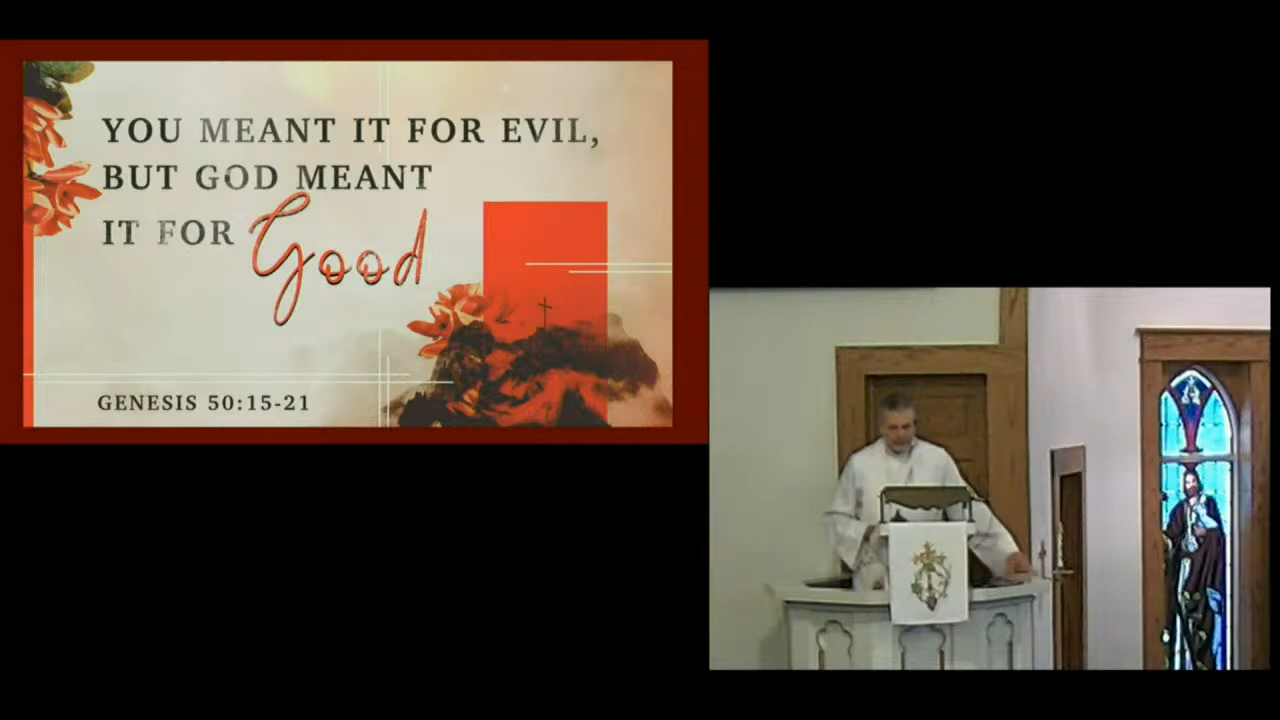 YOU MEANT IT FOR EVIL,
BUT GOD MEANT
IT FOR Good
GENESIS 50:15-21